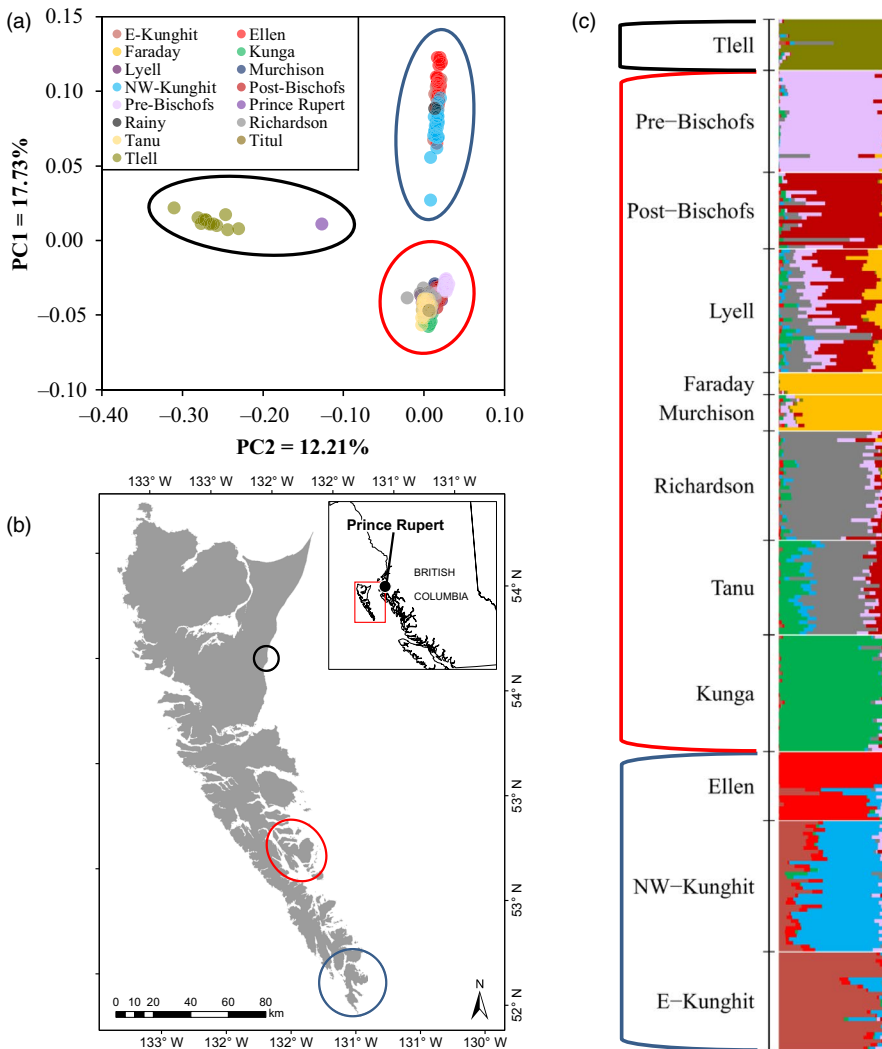 (a)
0.15
0.10
0.05
0.00
−0.05
−0.10
PC1 = 17.73%
E-Kunghit Ellen
Faraday Kunga
Lyell Murchison
NW-Kunghit Post-Bischofs
Pre-Bischofs Prince Rupert
Rainy Richardson
Tanu Titul
Tlell
−0.40 −0.30 −0.20 −0.10 0.00 0.10
PC2 = 12.21%
(b)
133° W 133° W 132° W 132° W 131° W 131° W
Prince Rupert
BRITISH
COLUMBIA
54° N
54° N
53° N
53° N
52° N
N
0 10 20 40 60 80
km
133° W 132° W 132° W 131° W 131° W 130° W
(c)
Tlell
Pre−Bischofs
Post−Bischofs
Lyell
Faraday
Murchison
Richardson
Tanu
Kunga
Ellen
NW−Kunghit
E−Kunghit